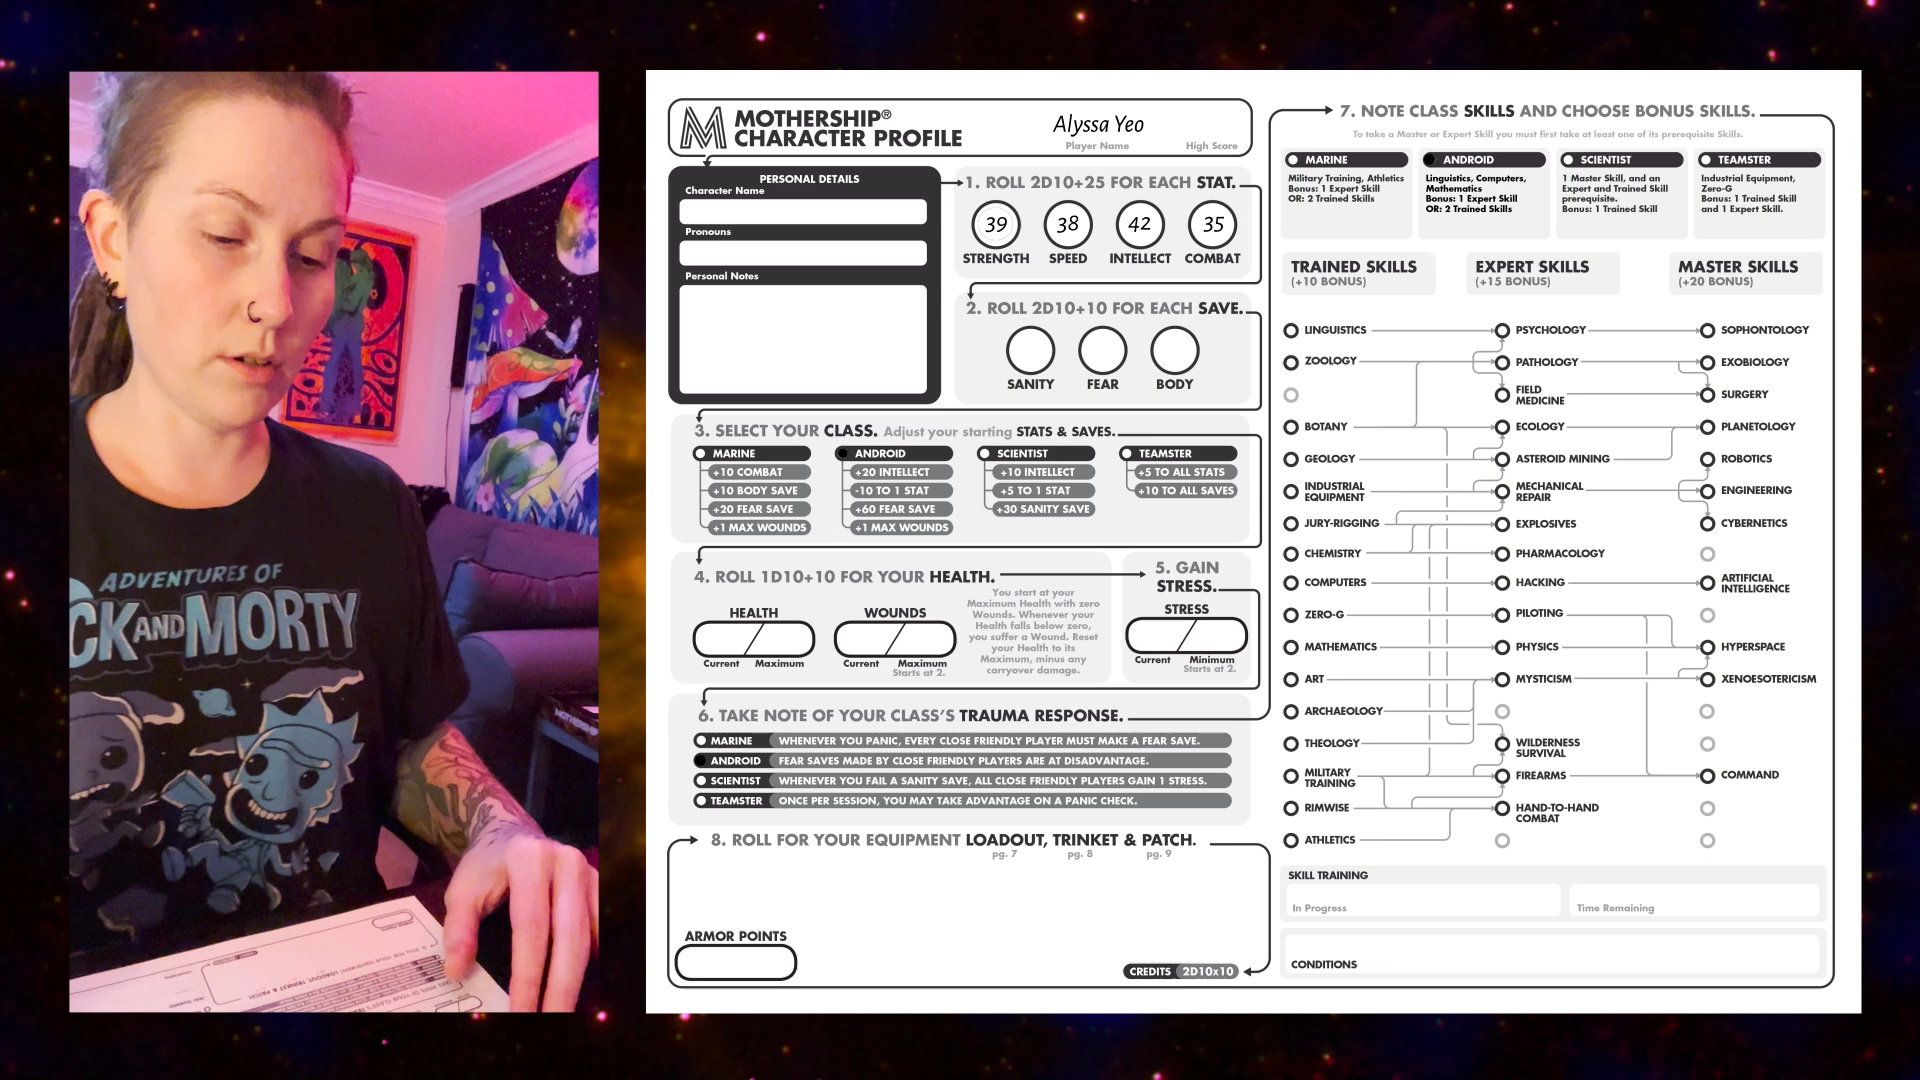 BORN
ADVENTURES OF
CK AND MORTY
MOTHERSHIP®
CHARACTER PROFILE
Alyssa Yeo
Player Name
High Score
PERSONAL DETAILS
Character Name
Pronouns
Personal Notes
1. ROLL 2D10+25 FOR EACH STAT.
39 38 42 35
STRENGTH SPEED INTELLECT COMBAT
2. ROLL 2D10+10 FOR EACH SAVE.
SANITY FEAR BODY
3. SELECT YOUR CLASS. Adjust your starting STATS & SAVES.
MARINE
+10 COMBAT
+10 BODY SAVE
+20 FEAR SAVE
+1 MAX WOUNDS
ANDROID
+20 INTELLECT
-10 TO 1 STAT
+60 FEAR SAVE
+1 MAX WOUNDS
SCIENTIST
+10 INTELLECT
+5 TO 1 STAT
+30 SANITY SAVE
TEAMSTER
+5 TO ALL STATS
+10 TO ALL SAVES
4. ROLL 1D10+10 FOR YOUR HEALTH.
HEALTH
Current Maximum
WOUNDS
Current Maximum
Starts at 2.
You start at your
Maximum Health with zero
Wounds. Whenever your
Health falls below zero,
you suffer a Wound. Reset
your Health to its
Maximum, minus any
carryover damage.
5. GAIN
STRESS.
STRESS
Current Minimum
Starts at 2.
6. TAKE NOTE OF YOUR CLASS'S TRAUMA RESPONSE.
MARINE WHENEVER YOU PANIC, EVERY CLOSE FRIENDLY PLAYER MUST MAKE A FEAR SAVE.
ANDROID FEAR SAVES MADE BY CLOSE FRIENDLY PLAYERS ARE AT DISADVANTAGE.
SCIENTIST WHENEVER YOU FAIL A SANITY SAVE, ALL CLOSE FRIENDLY PLAYERS GAIN 1 STRESS.
TEAMSTER ONCE PER SESSION, YOU MAY TAKE ADVANTAGE ON A PANIC CHECK.
7. NOTE CLASS SKILLS AND CHOOSE BONUS SKILLS.
To take a Master or Expert Skill you must first take at least one of its prerequisite Skills.
MARINE
Military Training, Athletics
Bonus: 1 Expert Skill
OR: 2 Trained Skills
ANDROID
Linguistics, Computers,
Mathematics
Bonus: 1 Expert Skill
OR: 2 Trained Skills
SCIENTIST
1 Master Skill, and an
Expert and Trained Skill
prerequisite.
Bonus: 1 Trained Skill
TEAMSTER
Industrial Equipment,
Zero-G
Bonus: 1 Trained Skill
and 1 Expert Skill.
TRAINED SKILLS
(+10 BONUS)
LINGUISTICS
ZOOLOGY
BOTANY
GEOLOGY
INDUSTRIAL
EQUIPMENT
JURY-RIGGING
CHEMISTRY
COMPUTERS
ZERO-G
MATHEMATICS
ART
ARCHAEOLOGY
THEOLOGY
MILITARY
TRAINING
RIMWISE
ATHLETICS
EXPERT SKILLS
(+15 BONUS)
PSYCHOLOGY
PATHOLOGY
FIELD
MEDICINE
ECOLOGY
ASTEROID MINING
MECHANICAL
REPAIR
EXPLOSIVES
PHARMACOLOGY
HACKING
PILOTING
PHYSICS
MYSTICISM
WILDERNESS
SURVIVAL
FIREARMS
HAND-TO-HAND
COMBAT
MASTER SKILLS
(+20 BONUS)
SOPHONTOLOGY
EXOBIOLOGY
SURGERY
PLANETOLOGY
ROBOTICS
ENGINEERING
CYBERNETICS
ARTIFICIAL
INTELLIGENCE
HYPERSPACE
XENOESOTERICISM
COMMAND
SKILL TRAINING
In Progress
Time Remaining
CONDITIONS
8. ROLL FOR YOUR EQUIPMENT LOADOUT, TRINKET & PATCH.
pg. 7 pg. 8 pg. 9
ARMOR POINTS
CREDITS 2D10x10